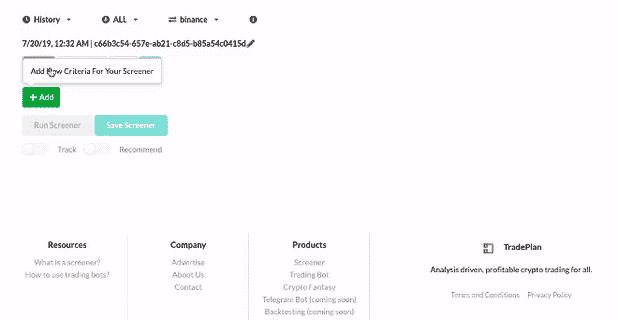 History ALL binance
7/20/19, 12:32 AM | c66b3c54-657e-ab21-c8d5-b85a54c0415d
Add New Criteria For Your Screener
+ Add
Run Screener Save Screener
Track Recommend
Resources
What is a screener?
How to use trading bots?
Company
Advertise
About Us
Contact
Products
Screener
Trading Bot
Crypto Fantasy
Telegram Bot (coming soon)
Backtesting (coming soon)
TradePlan
Analysis driven, profitable crypto trading for all.
Terms and Conditions Privacy Policy